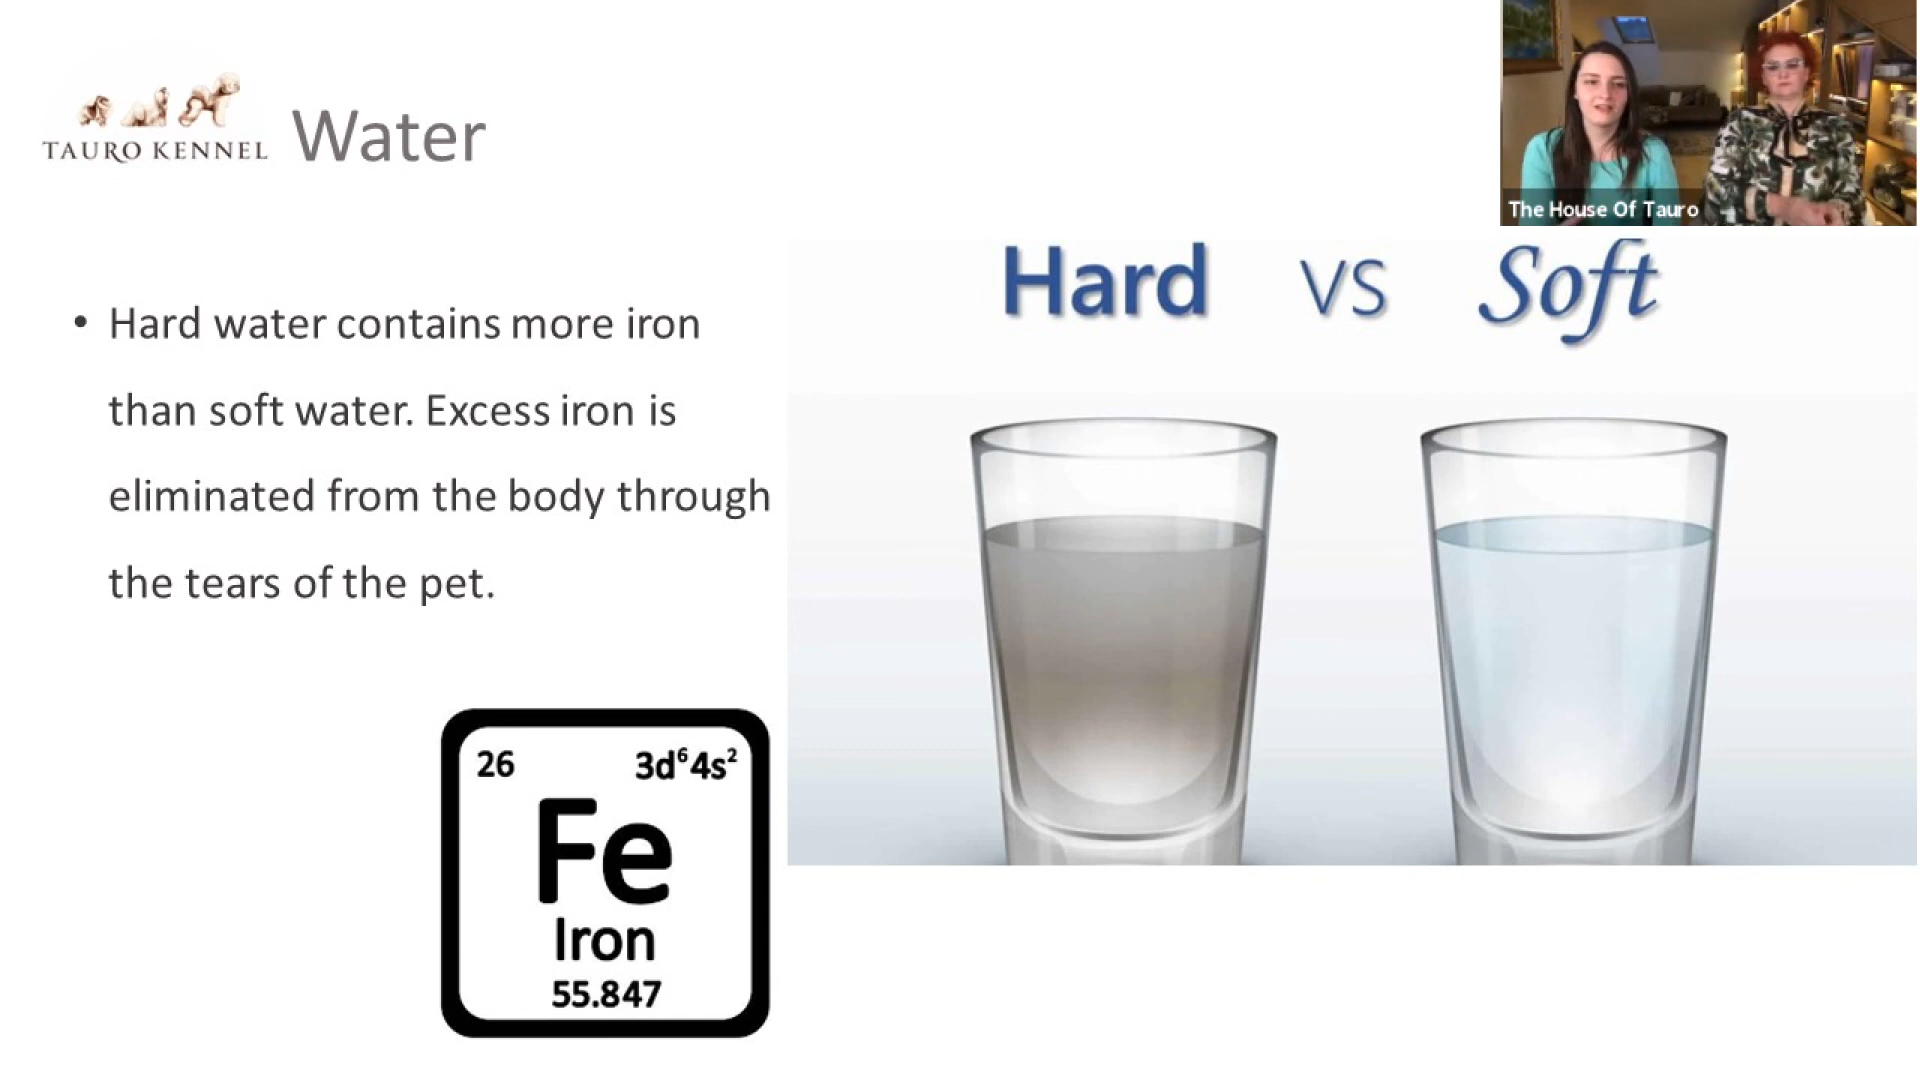 TAURO KENNEL
Water
The House Of Tauro
• Hard water contains more iron
than soft water. Excess iron is
eliminated from the body through
the tears of the pet.
Hard VS Soft
26 3d⁶4s²
Fe
Iron
55.847